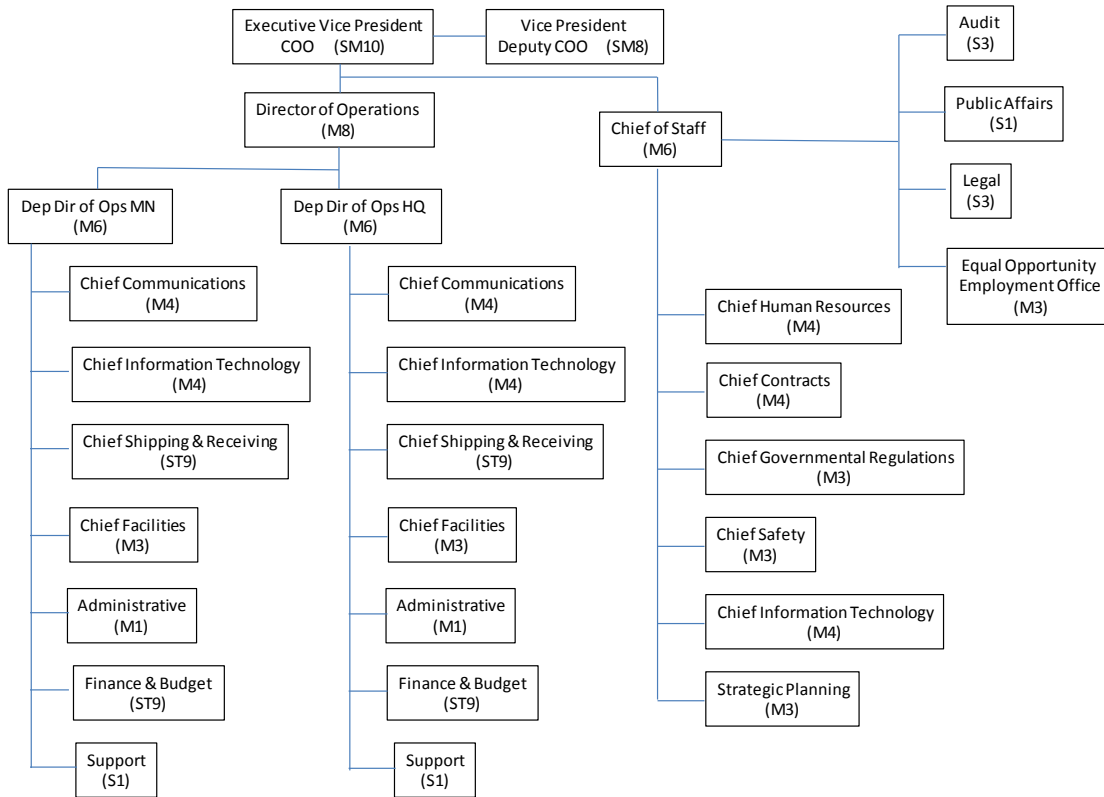 Executive Vice President
COO (SM10)
Vice President
Deputy COO (SM8)
Director of Operations
(M8)
Chief of Staff
(M6)
Audit
(S3)
Public Affairs
(S1)
Legal
(S3)
Equal Opportunity
Employment Office
(M3)
Dep Dir of Ops MN
(M6)
Chief Communications
(M4)
Chief Information Technology
(M4)
Chief Shipping & Receiving
(ST9)
Chief Facilities
(M3)
Administrative
(M1)
Finance & Budget
(ST9)
Support
(S1)
Dep Dir of Ops HQ
(M6)
Chief Communications
(M4)
Chief Information Technology
(M4)
Chief Shipping & Receiving
(ST9)
Chief Facilities
(M3)
Administrative
(M1)
Finance & Budget
(ST9)
Support
(S1)
Chief Human Resources
(M4)
Chief Contracts
(M4)
Chief Governmental Regulations
(M3)
Chief Safety
(M3)
Chief Information Technology
(M4)
Strategic Planning
(M3)